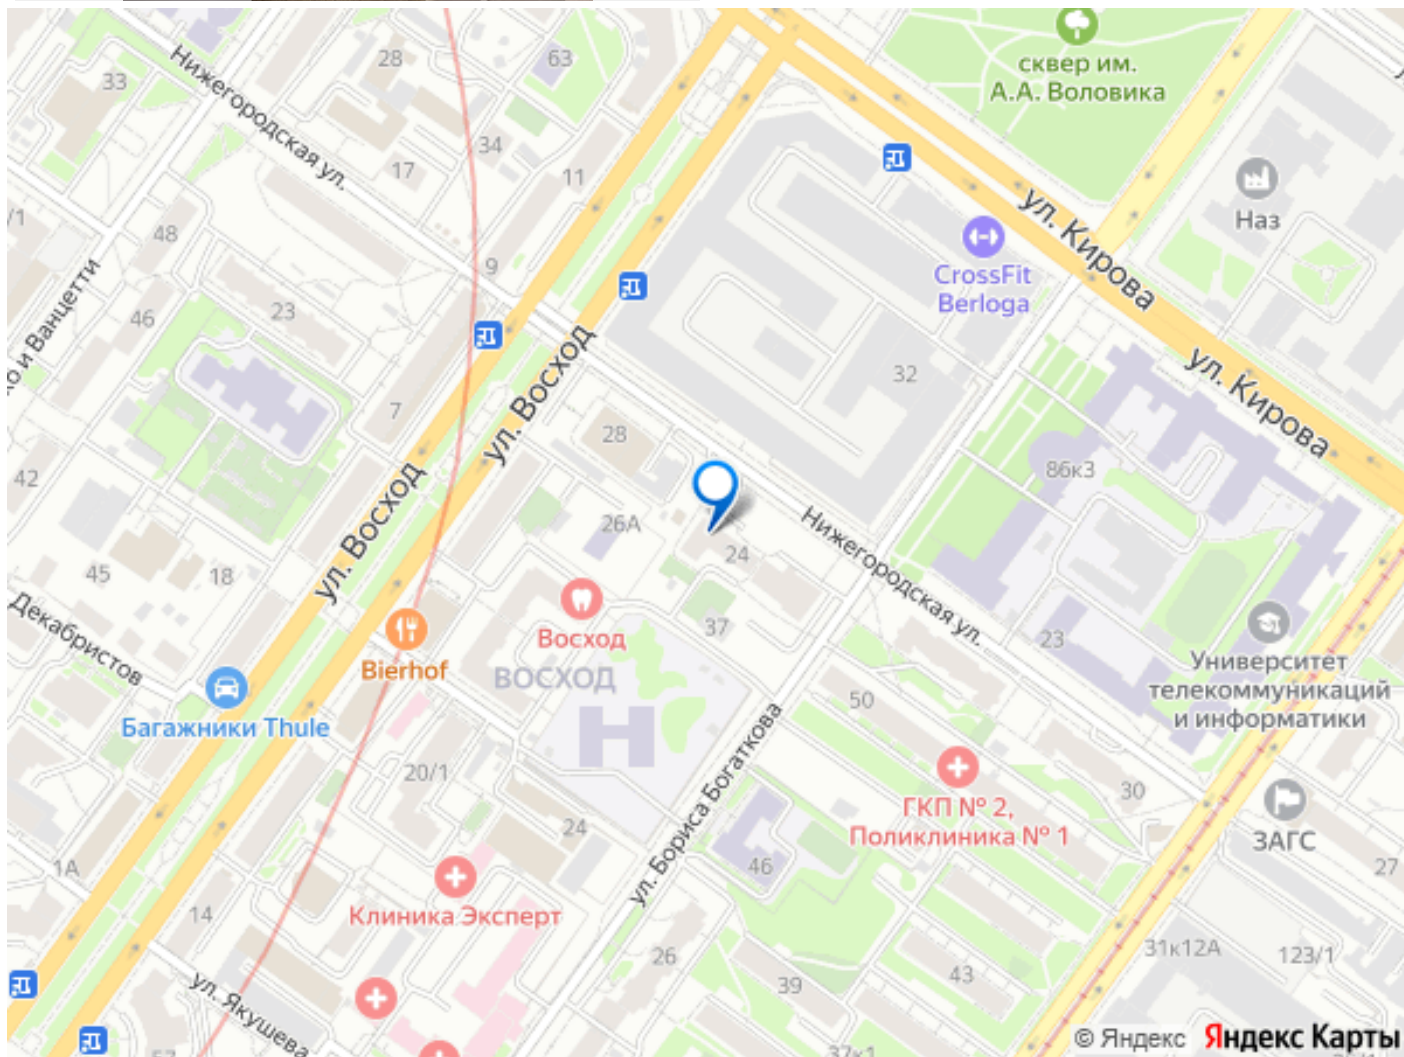 28
63
сквер им.
А.А. Воловика
33
Нижегородская ул.
34
17
11
Наз
ул. Кирова
/1
48
9
CrossFit
Berloga
46
23
о и Ванцетти
ул. Восход
32
ул. Кирова
7
28
86к3
42
26А
ул. Восход
24
Нижегородская ул.
45
18
Декабристов
Восход
37
23
Bierhof
ВОСХОД
Университет
телекоммуникаций
и информатики
Багажники Thule
50
20/1
ул. Бориса Богаткова
30
ГКП № 2,
Поликлиника № 1
24
ЗАГС
1А
46
27
Клиника Эксперт
14
26
31к12А
123/1
43
39
ул. Якушева
37к1
31
© Яндекс Яндекс Карты